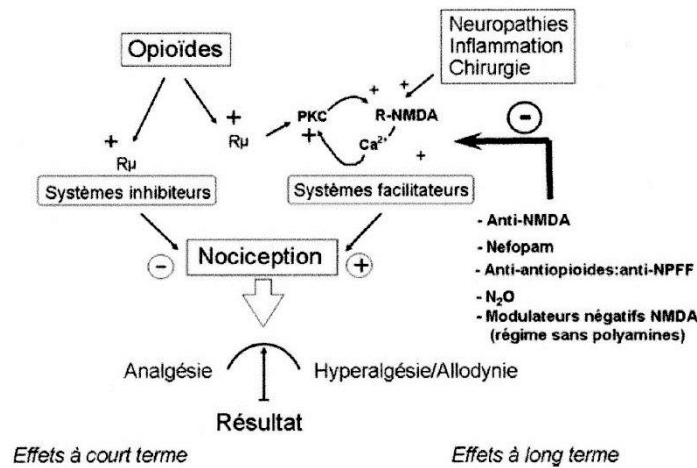 Neuropathies
Inflammation
Chirurgie
Opioïdes
+
+
+
+
PKC
R-NMDA
+
Rµ
+
Rµ
Ca²⁺
+
-
Systèmes inhibiteurs
Systèmes facilitateurs
- Anti-NMDA
- Nefopam
- Anti-antiopioides:anti-NPFF
- N₂O
- Modulateurs négatifs NMDA
(régime sans polyamines)
-
Nociception
+
Analgésie
Hyperalgésie/Allodynie
Résultat
Effets à court terme
Effets à long terme